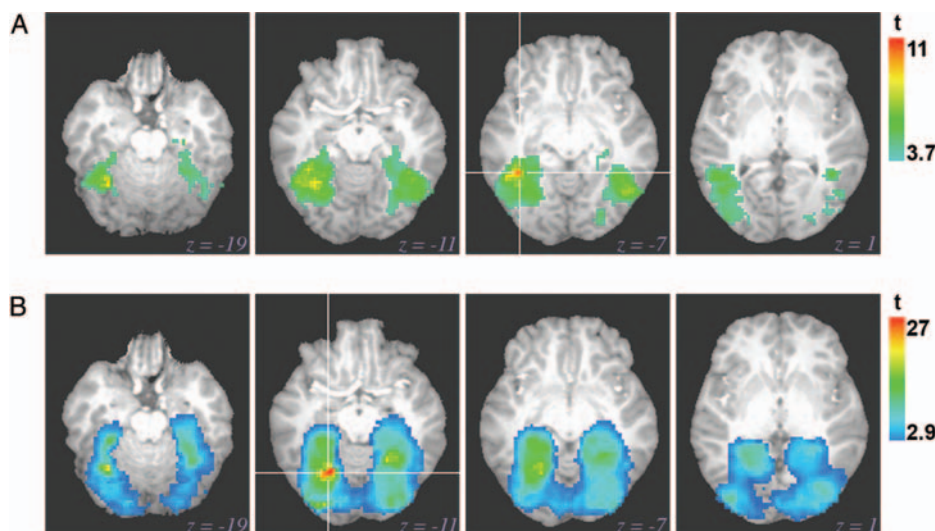 A
t
11
3.7
z = -19
z = -11
z = -7
z = 1
B
t
27
2.9
z = -19
z = -11
z = -7
z = 1